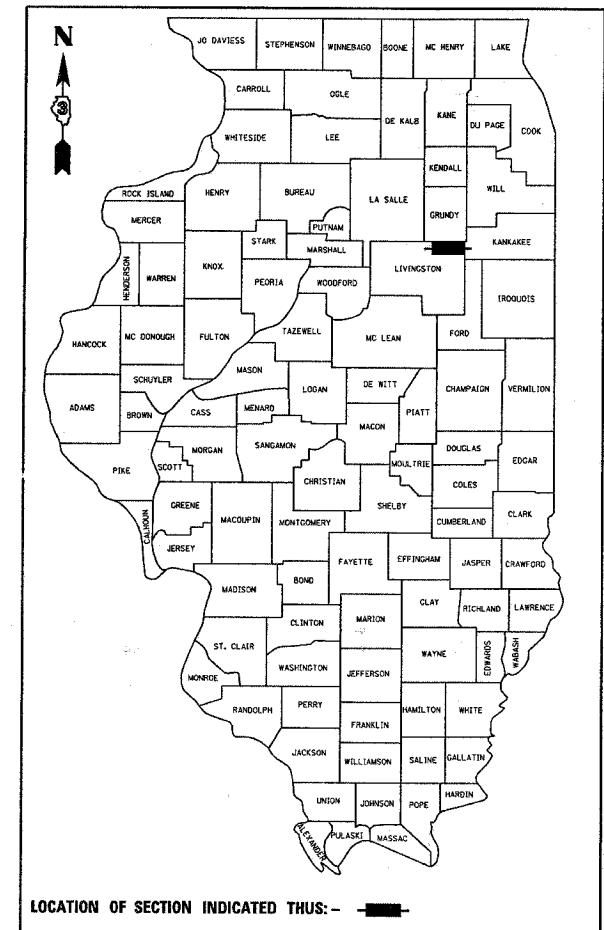 N
3
JO DAVIESS STEPHENSON WINNEBAGO BOONE MC HENRY LAKE
CARROLL OGLE DE KALB KANE DU PAGE COOK
WHITESIDE LEE
KENDALL WILL
ROCK ISLAND HENRY BUREAU LA SALLE GRUNDY
MERCER PUTNAM
STARK MARSHALL KANKAKEE
HENDERSON WARREN KNOX PEORIA WOODFORD LIVINGSTON
IROQUOIS
HANCOCK MC DONOUGH FULTON TAZEWELL MC LEAN FORD
MASON
SCHUYLER LOGAN DE WITT CHAMPAIGN VERMILION
ADAMS BROWN CASS MENARD PIATT
MACON
MORGAN SANGAMON DOUGLAS
PIKE SCOTT MOULTRIE EDGAR
CHRISTIAN COLES
GREENE MACOUPIN SHELBY
CALHOUN MONTGOMERY CUMBERLAND CLARK
JERSEY
FAYETTE EFFINGHAM JASPER CRAWFORD
MADISON BOND
CLAY RICHLAND LAWRENCE
CLINTON MARION
ST. CLAIR WAYNE EDWARDS WABASH
WASHINGTON JEFFERSON
MONROE
RANDOLPH PERRY HAMILTON WHITE
FRANKLIN
JACKSON WILLIAMSON SALINE GALLATIN
UNION JOHNSON POPE HARDIN
ALEXANDER PULASKI MASSAC
LOCATION OF SECTION INDICATED THUS: –